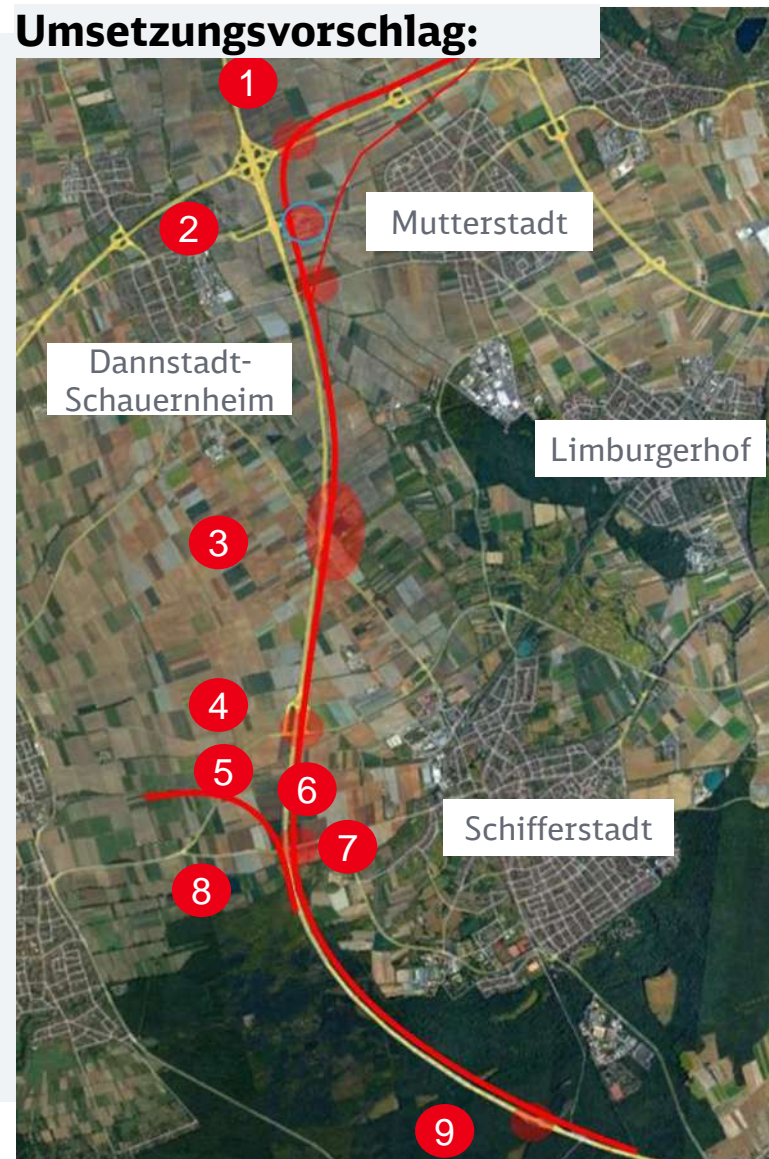 Umsetzungsvorschlag:
1
2
Mutterstadt
Dannstadt-
Schauernheim
Limburgerhof
3
4
5
6
Schifferstadt
7
8
9